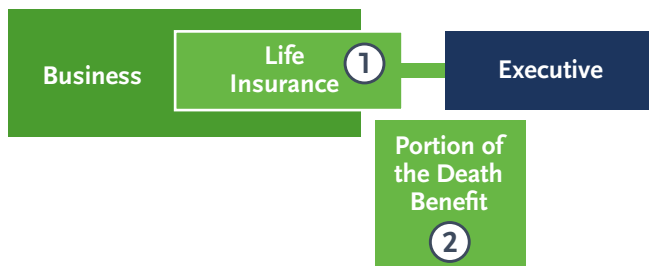 Business
Life
Insurance
1
Executive
Portion of
the Death
Benefit
2